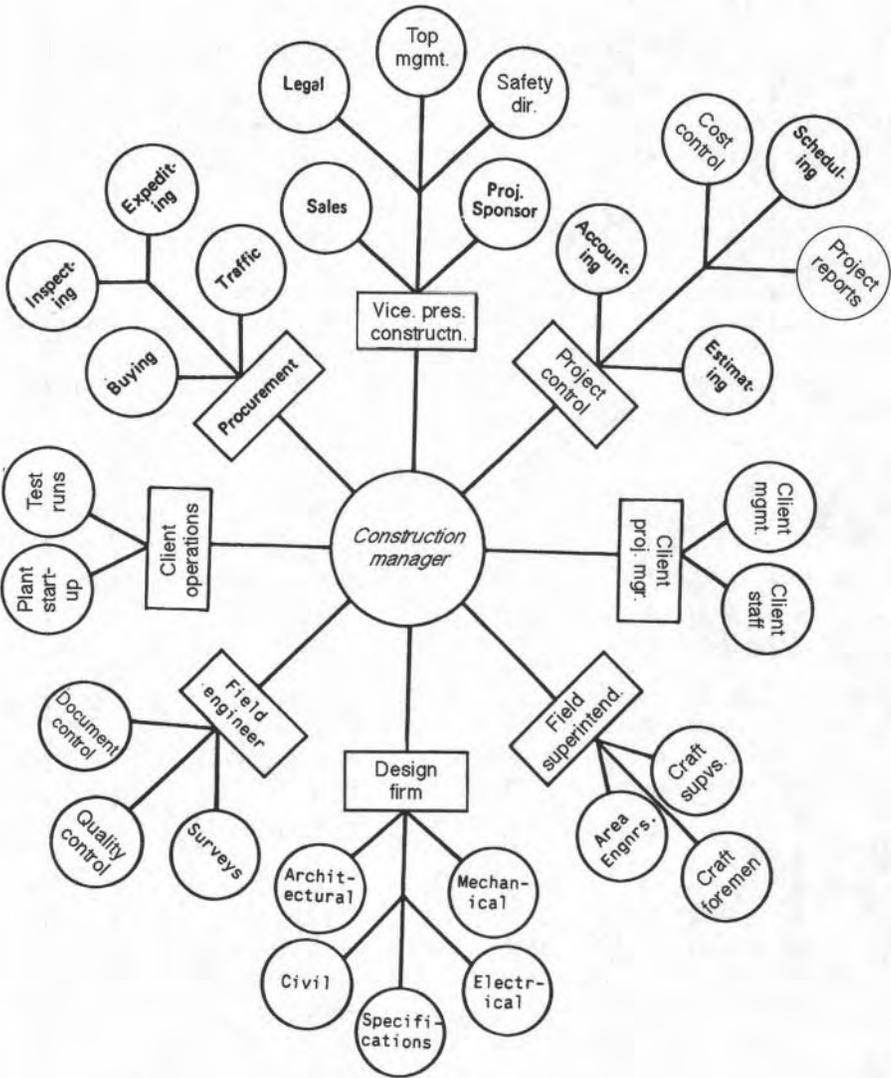 Top
mgmt.
Legal
Safety
dir.
Sales
Proj.
Sponsor
Vice. pres.
constructn.
Cost
control
Schedul-
ing
Account-
ing
Project
reports
Estimat-
ing
Project
control
Expedit-
ing
Inspect-
ing
Traffic
Buying
Procurement
Construction
manager
Test
runs
Plant
start-
up
Client
operations
Client
proj. mgr.
Client
mgmt.
Client
staff
Field
engineer
Document
control
Quality
control
Surveys
Field
superintend.
Craft
supvs.
Area
Engnrs.
Craft
foremen
Design
firm
Archit-
ectural
Mechan-
ical
Civil
Electr-
ical
Specifi-
cations